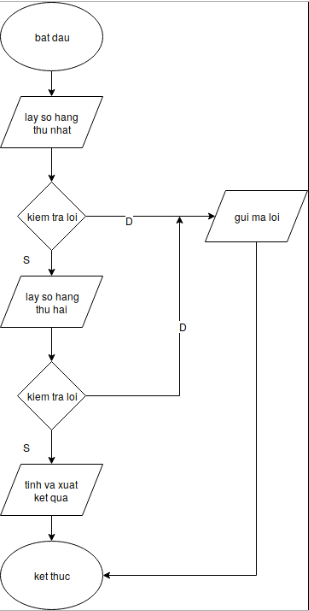 bat dau
lay so hang
thu nhat
kiem tra loi
D
gui ma loi
S
lay so hang
thu hai
D
kiem tra loi
S
tinh va xuat
ket qua
ket thuc